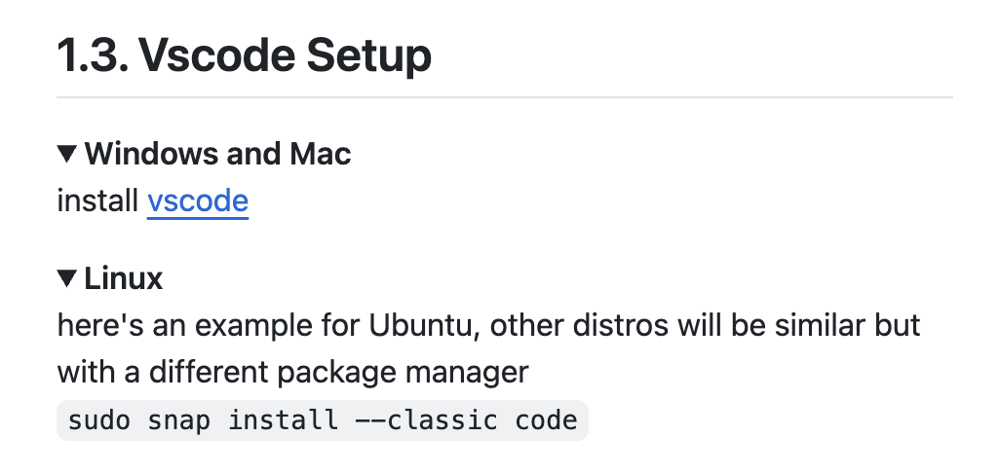 1.3. Vscode Setup
▼ Windows and Mac
install vscode
▼ Linux
here's an example for Ubuntu, other distros will be similar but
with a different package manager
sudo snap install --classic code